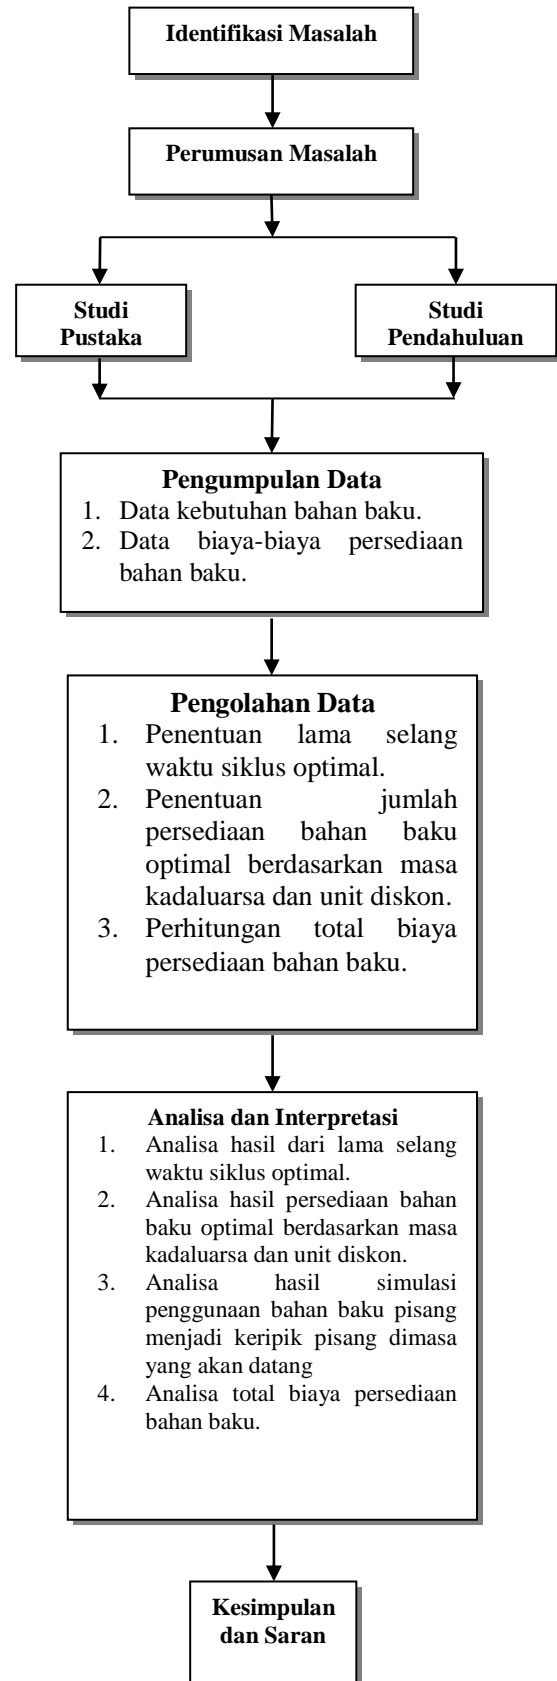 Identifikasi Masalah
Perumusan Masalah
Studi
Pustaka
Studi
Pendahuluan
Pengumpulan Data
1. Data kebutuhan bahan baku.
2. Data biaya-biaya persediaan
bahan baku.
Pengolahan Data
1. Penentuan lama selang
waktu siklus optimal.
2. Penentuan jumlah
persediaan bahan baku
optimal berdasarkan masa
kadaluarsa dan unit diskon.
3. Perhitungan total biaya
persediaan bahan baku.
Analisa dan Interpretasi
1. Analisa hasil dari lama selang
waktu siklus optimal.
2. Analisa hasil persediaan bahan
baku optimal berdasarkan masa
kadaluarsa dan unit diskon.
3. Analisa hasil simulasi
penggunaan bahan baku pisang
menjadi keripik pisang dimasa
yang akan datang
4. Analisa total biaya persediaan
bahan baku.
Kesimpulan
dan Saran